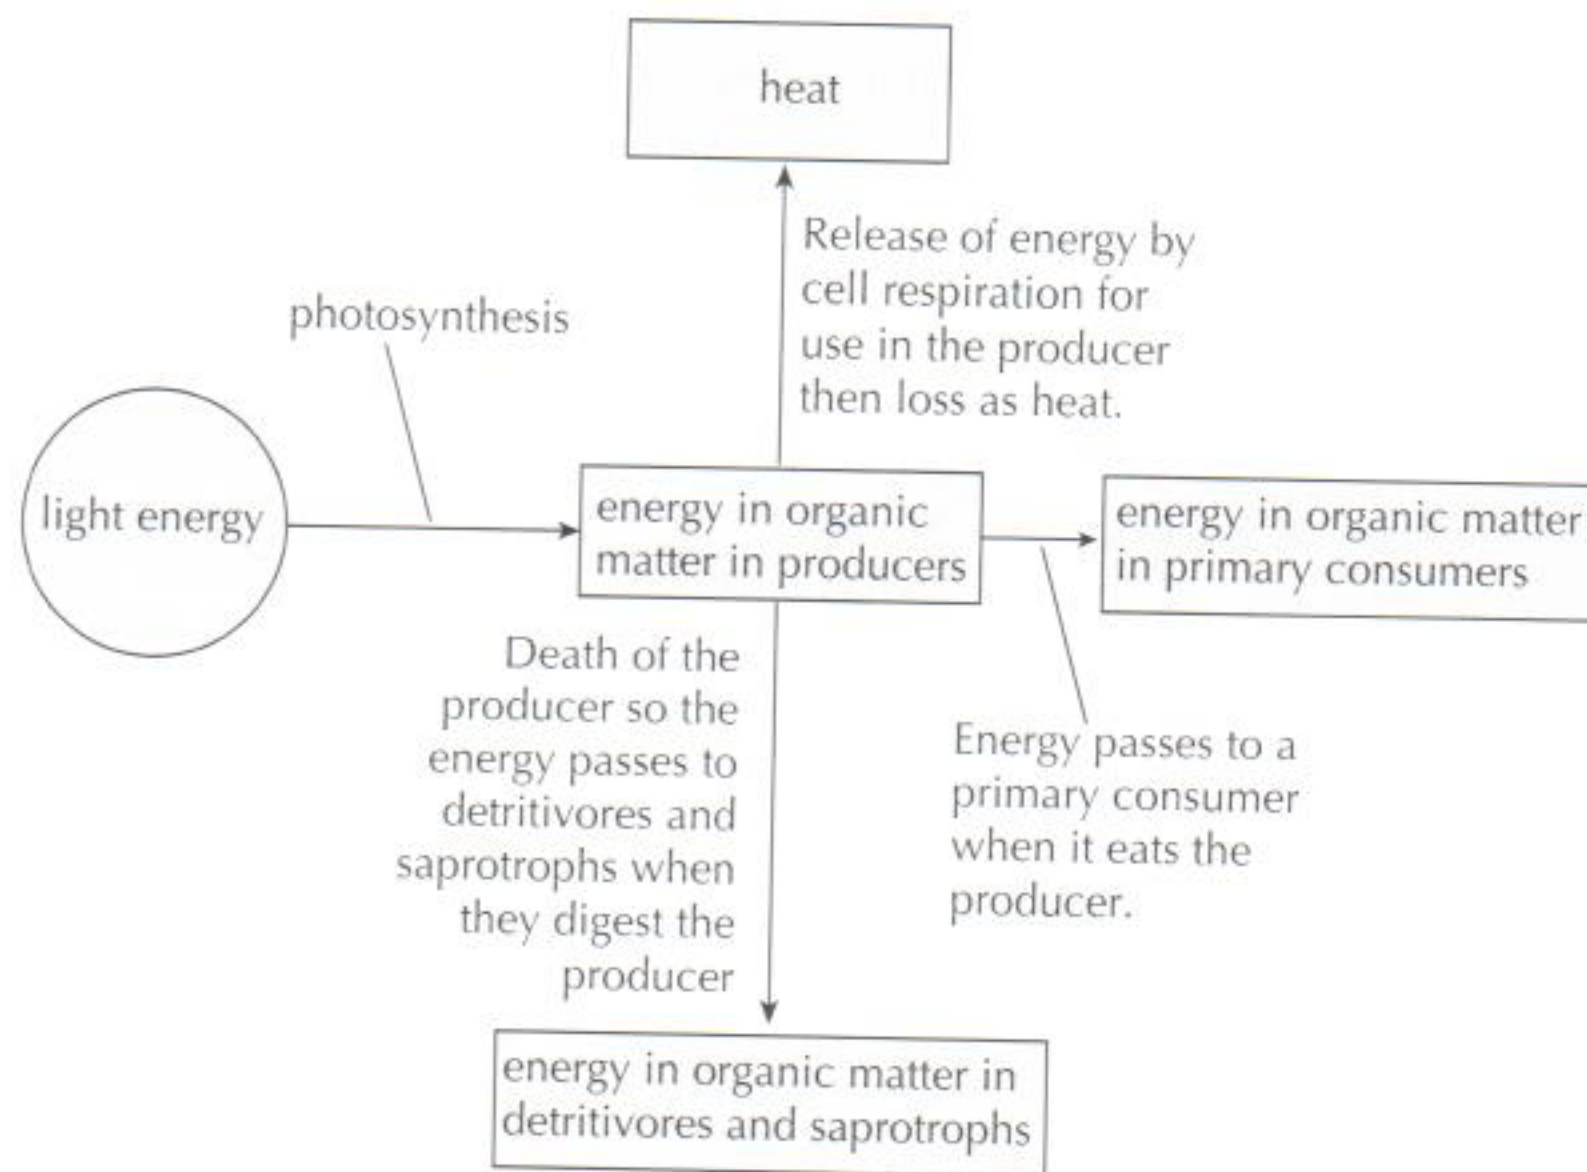 heat
Release of energy by
cell respiration for
use in the producer
then loss as heat.
photosynthesis
light energy
energy in organic
matter in producers
energy in organic matter
in primary consumers
Death of the
producer so the
energy passes to
detritivores and
saprotrophs when
they digest the
producer
Energy passes to a
primary consumer
when it eats the
producer.
energy in organic matter in
detritivores and saprotrophs